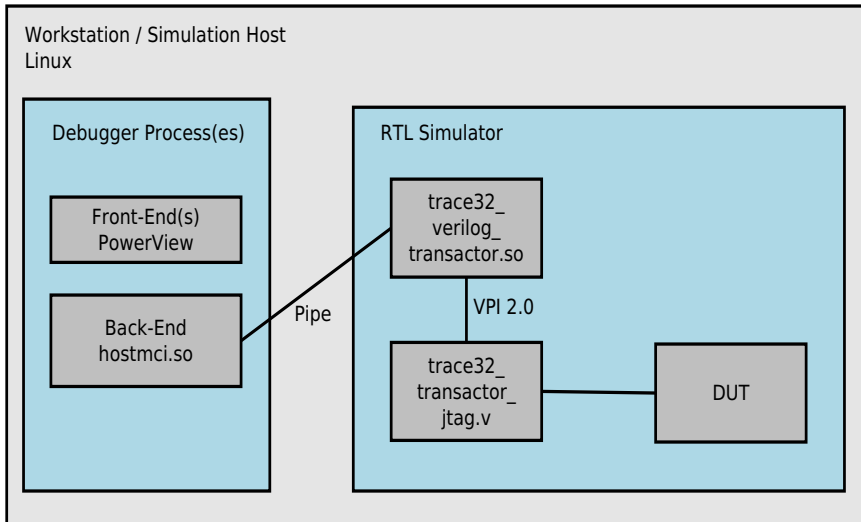 Workstation / Simulation Host
Linux
Debugger Process(es)
Front-End(s)
PowerView
Back-End
hostmci.so
Pipe
RTL Simulator
trace32_
verilog_
transactor.so
VPI 2.0
trace32_
transactor_
jtag.v
DUT